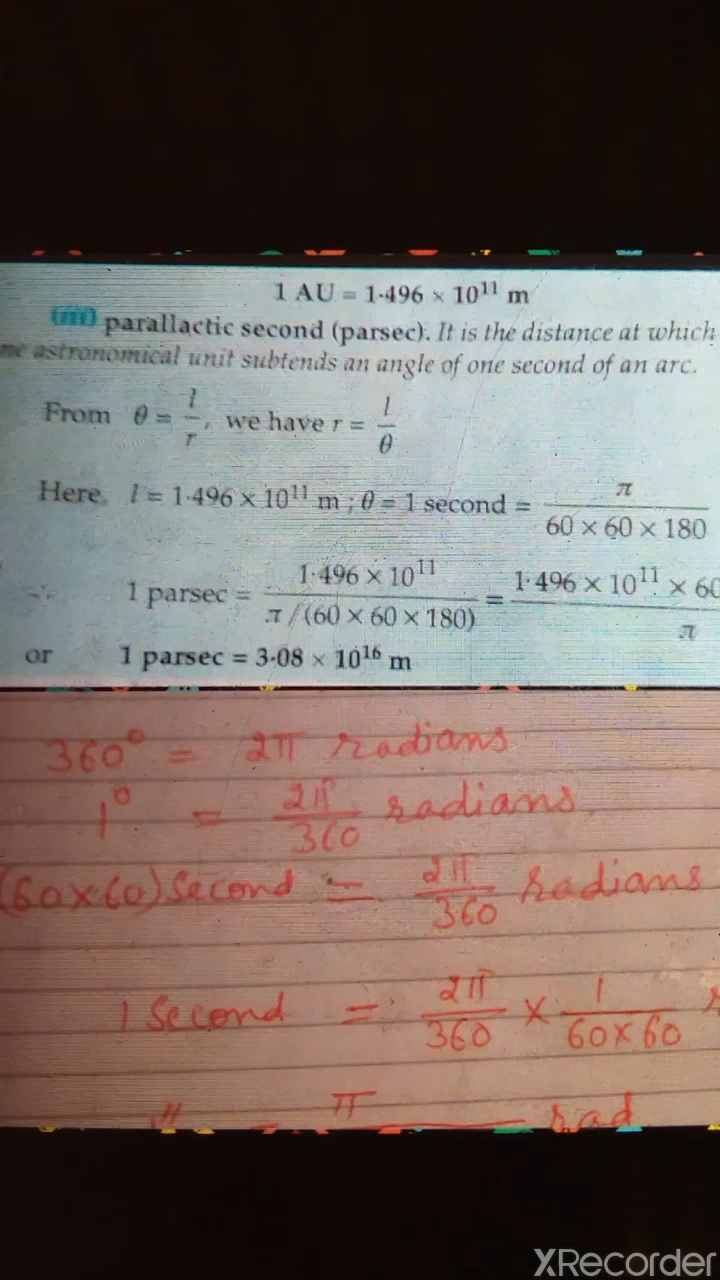 1 AU = 1·496 × 10¹¹ m
(iii) parallactic second (parsec). It is the distance at which
ne astronomical unit subtends an angle of one second of an arc.
From θ = l/r, we have r = l/θ
Here, l = 1·496 × 10¹¹ m ; θ = 1 second = π/(60 × 60 × 180)
∴ 1 parsec = 1·496 × 10¹¹/(π/(60 × 60 × 180)) = 1·496 × 10¹¹ × 60/π
or 1 parsec = 3·08 × 10¹⁶ m
360° = 2π radians
1° = 2π/360 radians
(60×60) Second = 2π/360 radians
1 Second = 2π/360 × 1/(60×60) r
" = π/ rad
XRecorder